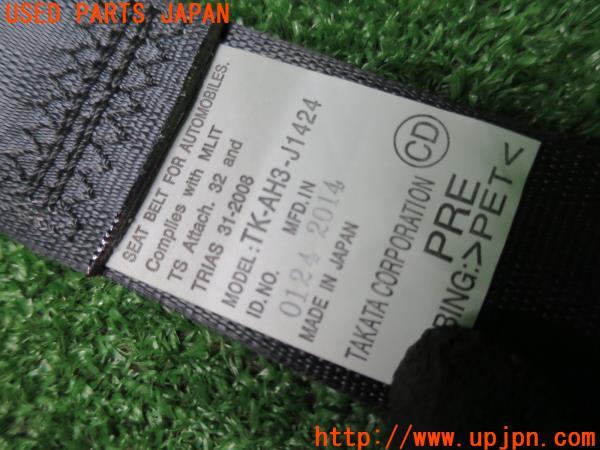 USED PARTS JAPAN
SEAT BELT FOR AUTOMOBILES.
Complies with MLIT
TS Attach. 32 and
TRIAS 31-2008
MODEL:TK-AH3-J1424
ID.NO. MFD.IN
0124 2014
MADE IN JAPAN
TAKATA CORPORATION CD
PRE
BING:>PET<
http://www.upjpn.com